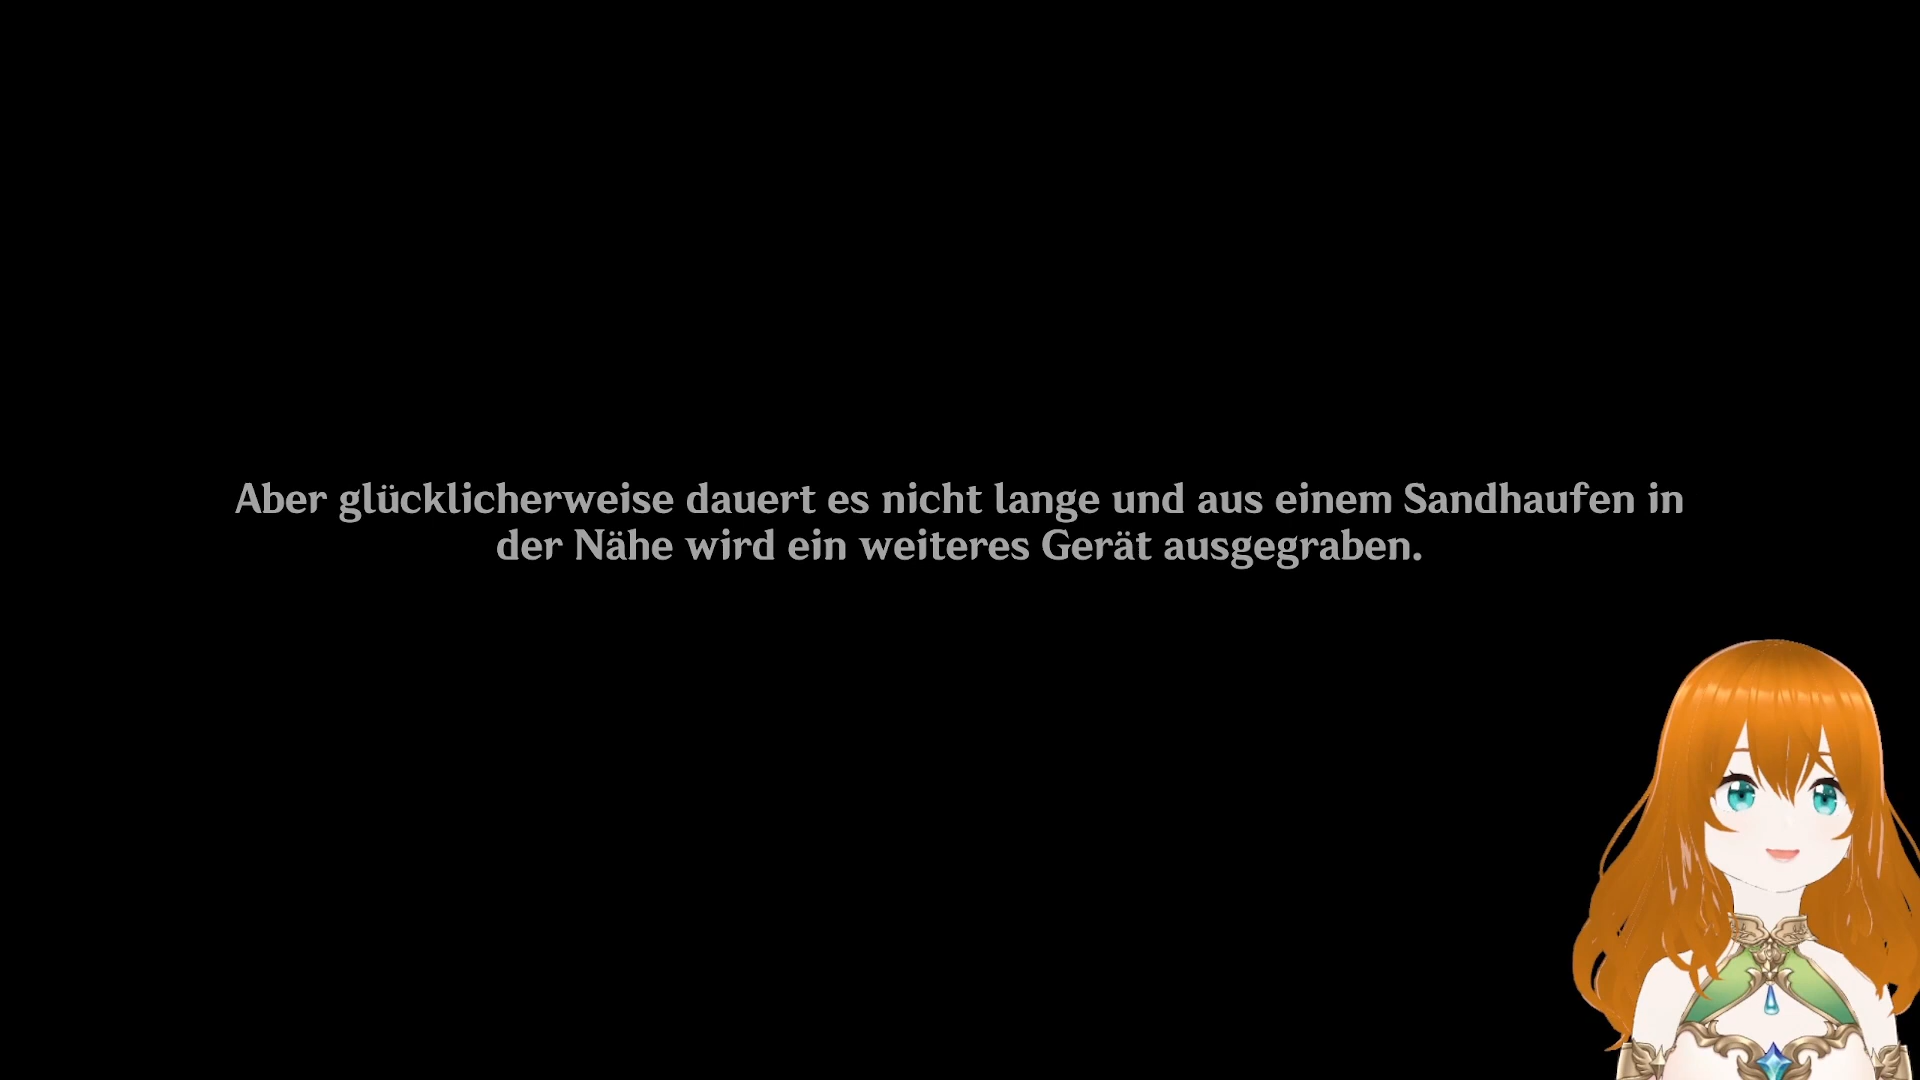 Aber glücklicherweise dauert es nicht lange und aus einem Sandhaufen in
der Nähe wird ein weiteres Gerät ausgegraben.